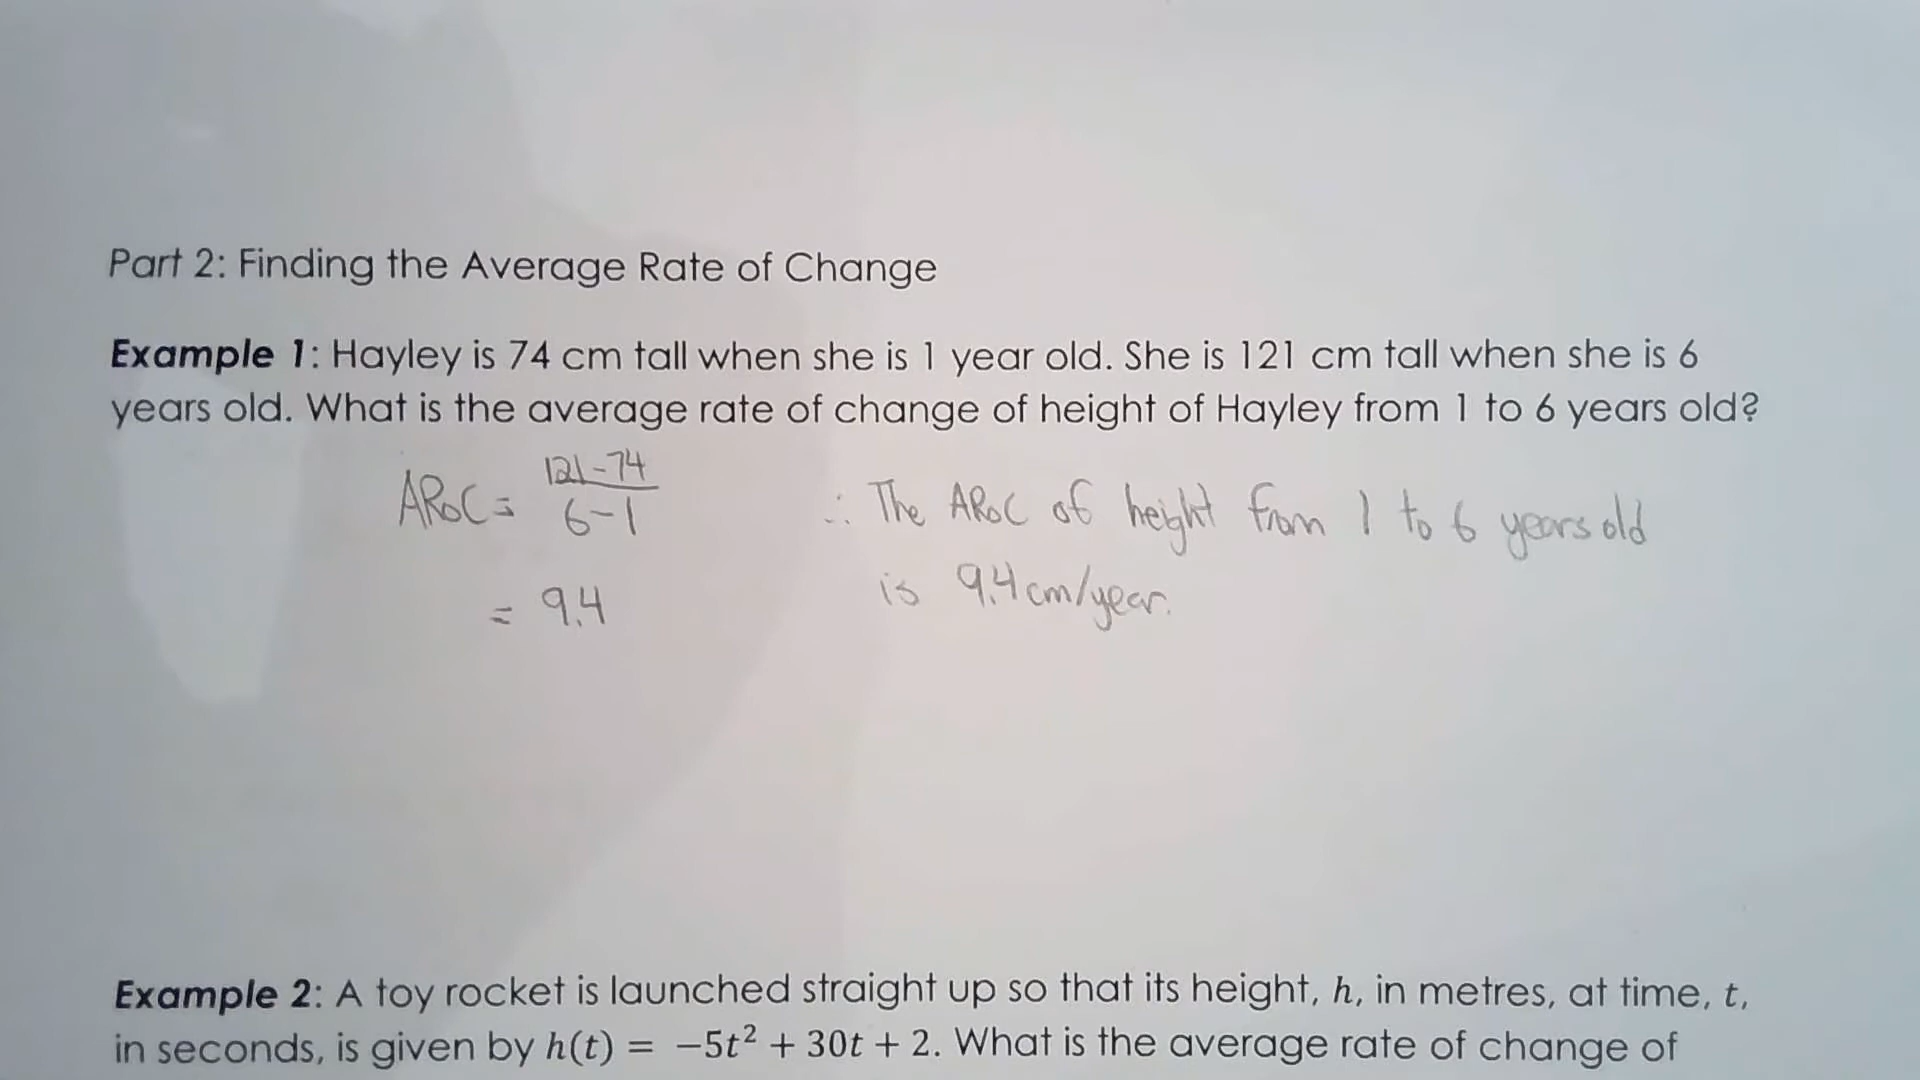 Part 2: Finding the Average Rate of Change
Example 1: Hayley is 74 cm tall when she is 1 year old. She is 121 cm tall when she is 6
years old. What is the average rate of change of height of Hayley from 1 to 6 years old?
ARoC = 121-74
6-1
= 9.4
∴ The ARoC of height from 1 to 6 years old
is 9.4 cm/year.
Example 2: A toy rocket is launched straight up so that its height, h, in metres, at time, t,
in seconds, is given by h(t) = −5t² + 30t + 2. What is the average rate of change of